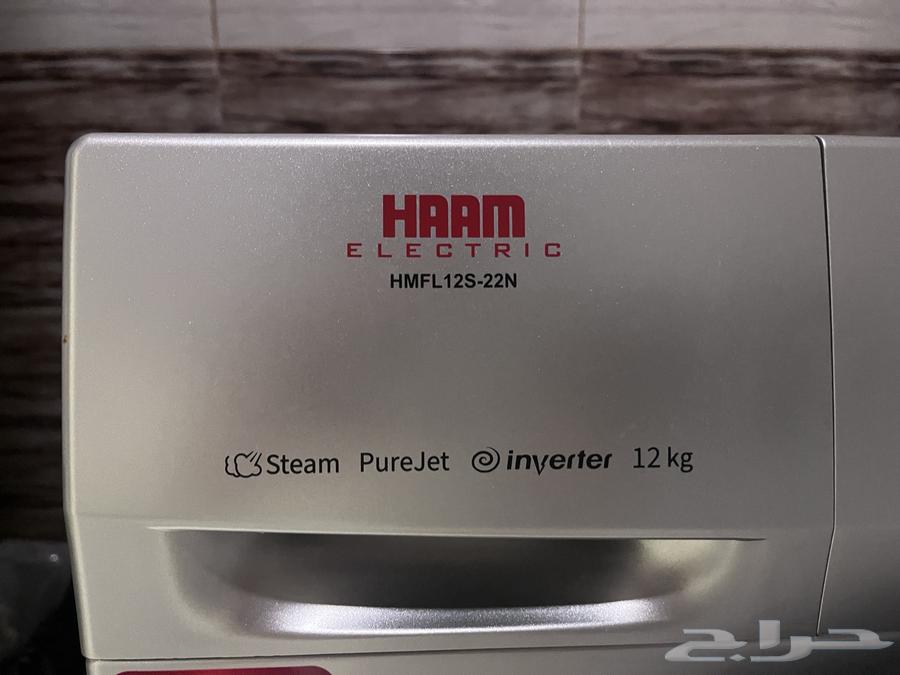 HAAM
ELECTRIC
HMFL12S-22N
Steam PureJet inverter 12 kg
حراج